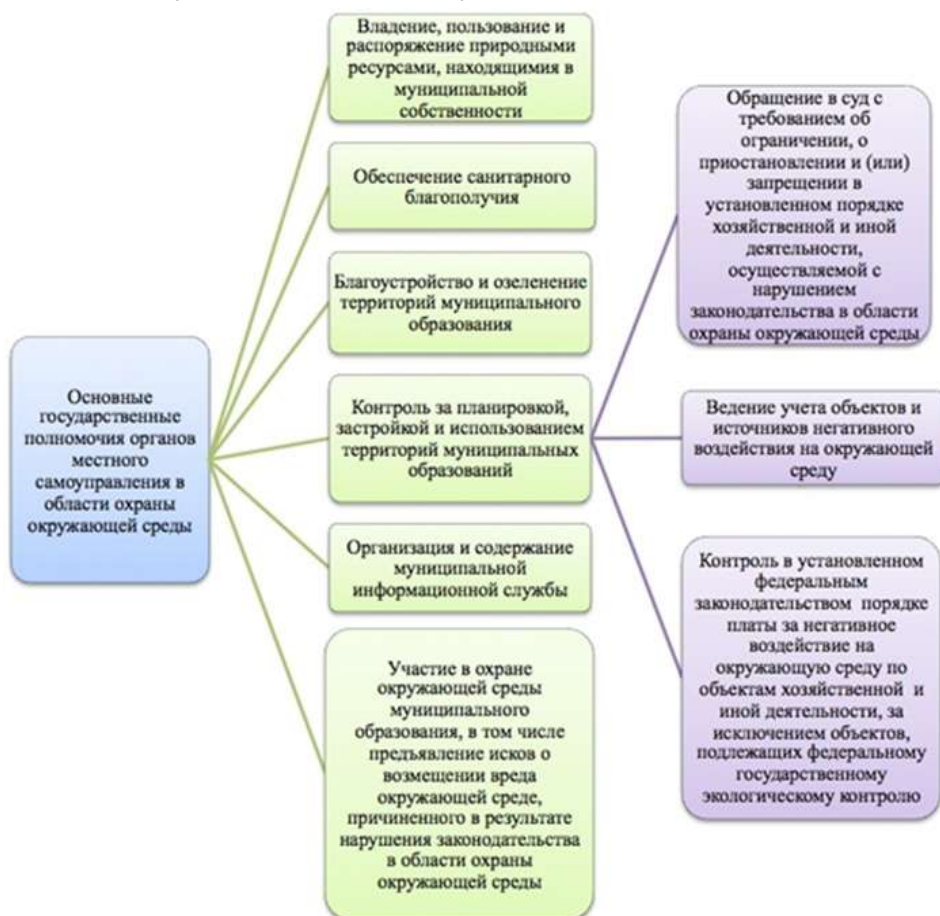 Основные
государственные
полномочия органов
местного
самоуправления в
области охраны
окружающей среды
Владение, пользование и
распоряжение природными
ресурсами, находящимия в
муниципальной
собственности
Обеспечение санитарного
благополучия
Благоустройство и озеленение
территорий муниципального
образования
Контроль за планировкой,
застройкой и использованием
территорий муниципальных
образований
Организация и содержание
муниципальной
информационной службы
Участие в охране
окружающей среды
муниципального
образования, в том числе
предъявление исков о
возмещении вреда
окружающей среде,
причиненного в результате
нарушения законодательства
в области охраны
окружающей среды
Обращение в суд с
требованием об
ограничении, о
приостановлении и (или)
запрещении в
установленном порядке
хозяйственной и иной
деятельности,
осуществляемой с
нарушением
законодательства в области
охраны окружающей среды
Ведение учета объектов и
источников негативного
воздействия на окружающей
среду
Контроль в установленном
федеральным
законодательством порядке
платы за негативное
воздействие на
окружающую среду по
объектам хозяйственной и
иной деятельности, за
исключением объектов,
подлежащих федеральному
государственному
экологическому контролю